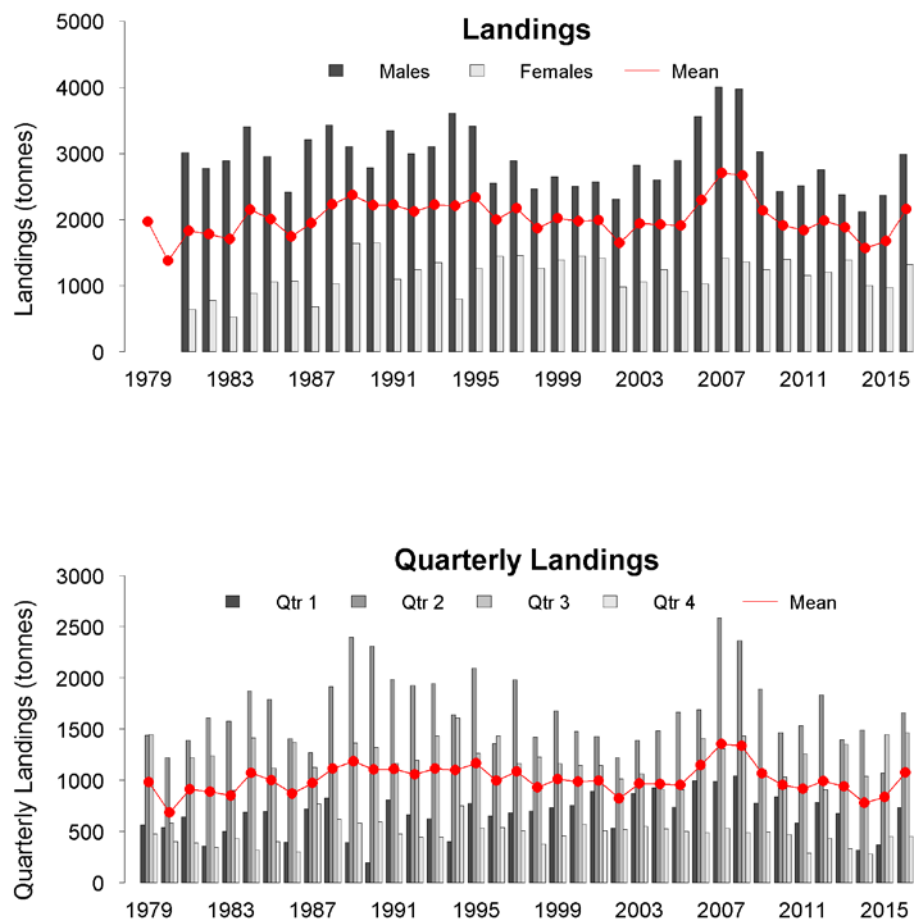 Landings
Males Females Mean
Landings (tonnes)
5000
4000
3000
2000
1000
0
1979 1983 1987 1991 1995 1999 2003 2007 2011 2015
Quarterly Landings
Qtr 1 Qtr 2 Qtr 3 Qtr 4 Mean
Quarterly Landings (tonnes)
3000
2500
2000
1500
1000
500
0
1979 1983 1987 1991 1995 1999 2003 2007 2011 2015